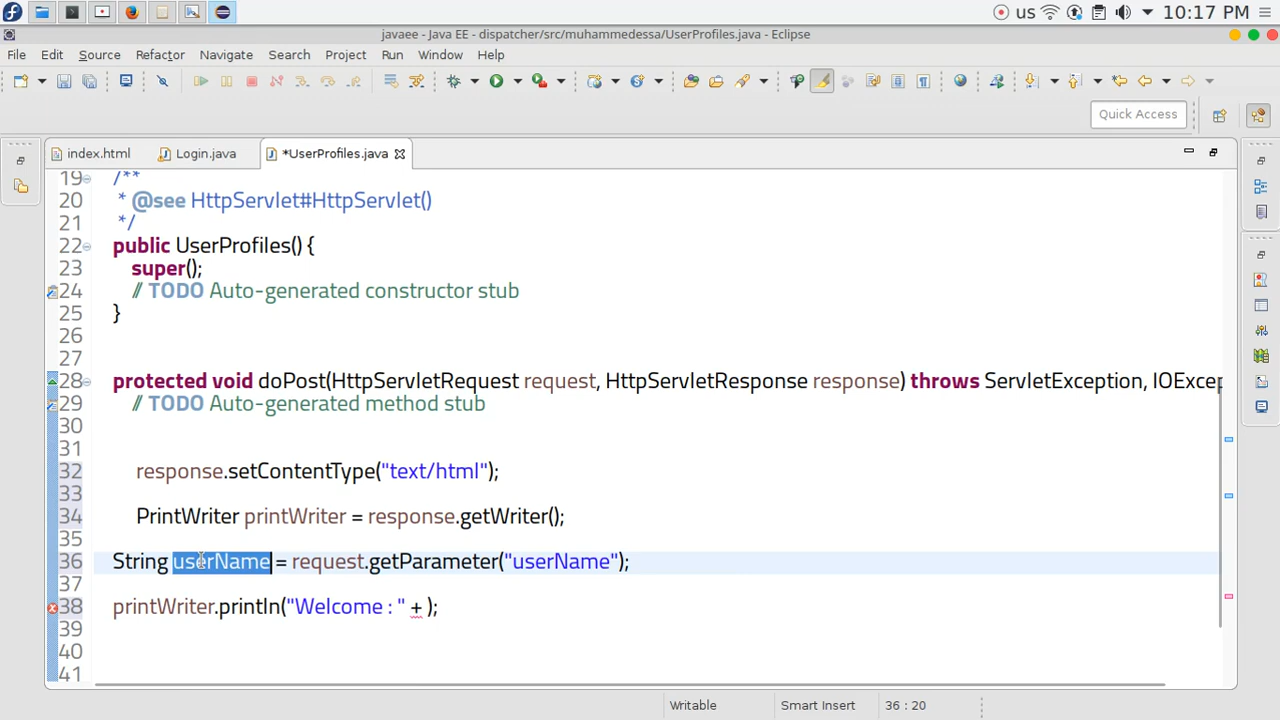 us 10:17 PM
javaee - Java EE - dispatcher/src/muhammedessa/UserProfiles.java - Eclipse
File Edit Source Refactor Navigate Search Project Run Window Help
Quick Access
index.html Login.java *UserProfiles.java
19 /**
20 * @see HttpServlet#HttpServlet()
21 */
22 public UserProfiles() {
23 super();
24 // TODO Auto-generated constructor stub
25 }
26
27
28 protected void doPost(HttpServletRequest request, HttpServletResponse response) throws ServletException, IOExcep
29 // TODO Auto-generated method stub
30
31
32 response.setContentType("text/html");
33
34 PrintWriter printWriter = response.getWriter();
35
36 String userName = request.getParameter("userName");
37
38 printWriter.println("Welcome : " + );
39
40
41
Writable Smart Insert 36 : 20